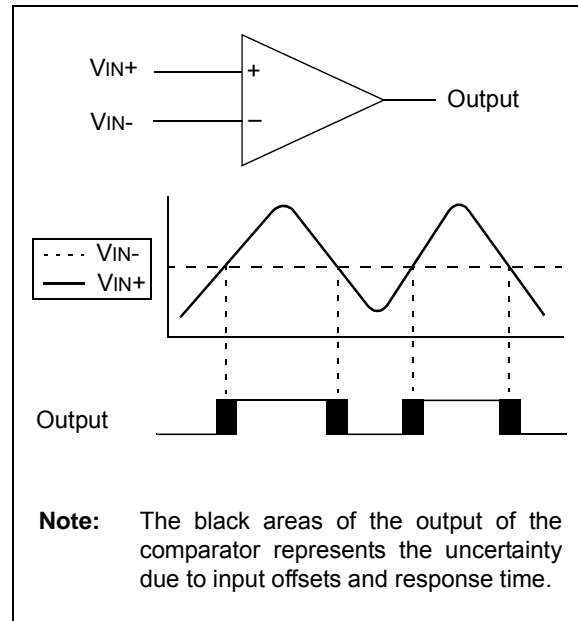 VIN+
+
Output
VIN-
–
VIN-
VIN+
Output
Note: The black areas of the output of the
comparator represents the uncertainty
due to input offsets and response time.